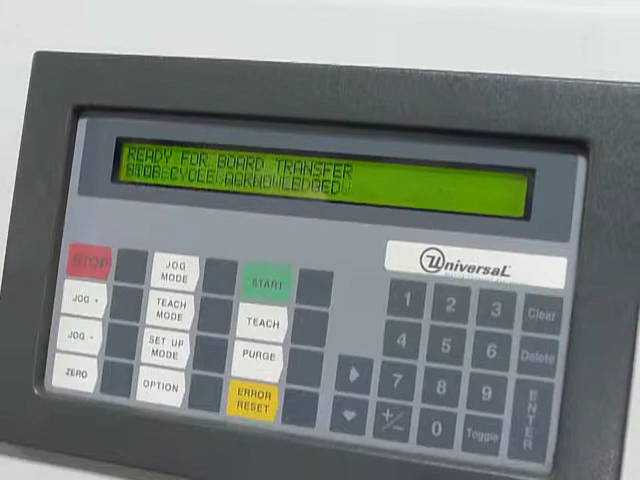 READY FOR BOARD TRANSFER
CYCLE ACKNOWLEDGED
Universal
STOP
JOG MODE
START
JOG +
TEACH MODE
TEACH
JOG -
SET UP MODE
PURGE
ZERO
OPTION
ERROR RESET
1 2 3 Clear
4 5 6 Delete
7 8 9 ENTER
+/- 0 Toggle